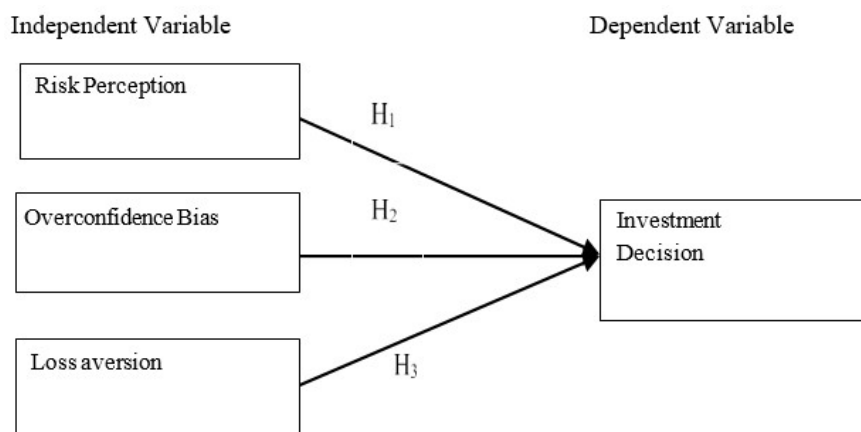 Independent Variable
Dependent Variable
Risk Perception
H₁
Overconfidence Bias
H₂
Investment
Decision
Loss aversion
H₃